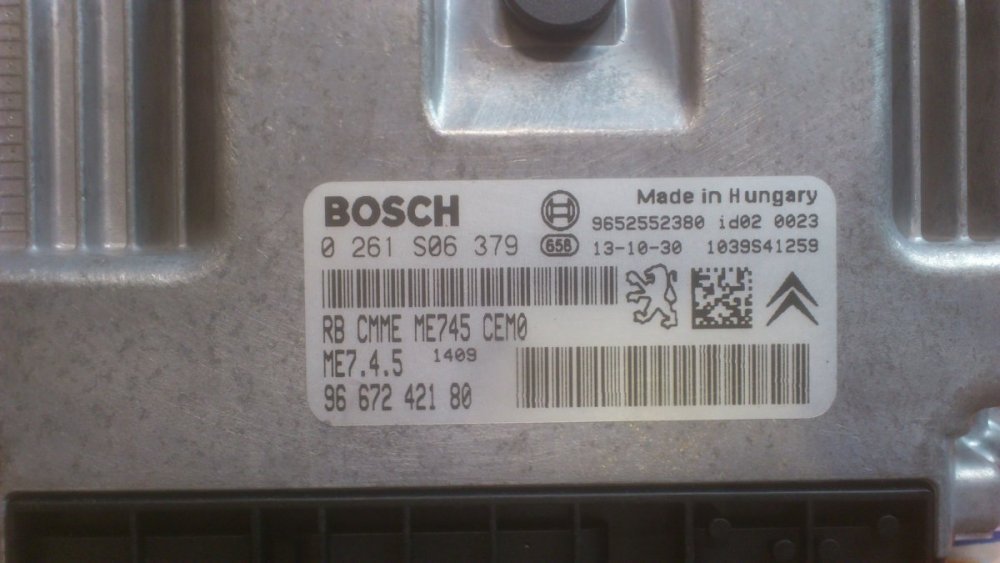 BOSCH
Made in Hungary
9652552380 id02 0023
0 261 S06 379
658
13-10-30 1039S41259
RB CMME ME745 CEM0
ME7.4.5 1409
96 672 421 80